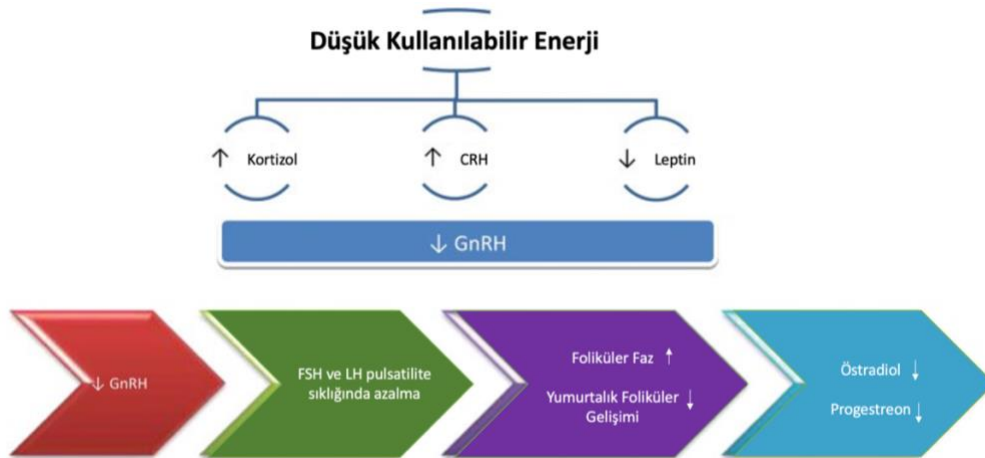 Düşük Kullanılabilir Enerji
↑ Kortizol
↑ CRH
↓ Leptin
↓ GnRH
↓ GnRH
FSH ve LH pulsatilite
sıklığında azalma
Foliküler Faz ↑
Yumurtalık Foliküler ↓
Gelişimi
Östradiol ↓
Progestreon ↓